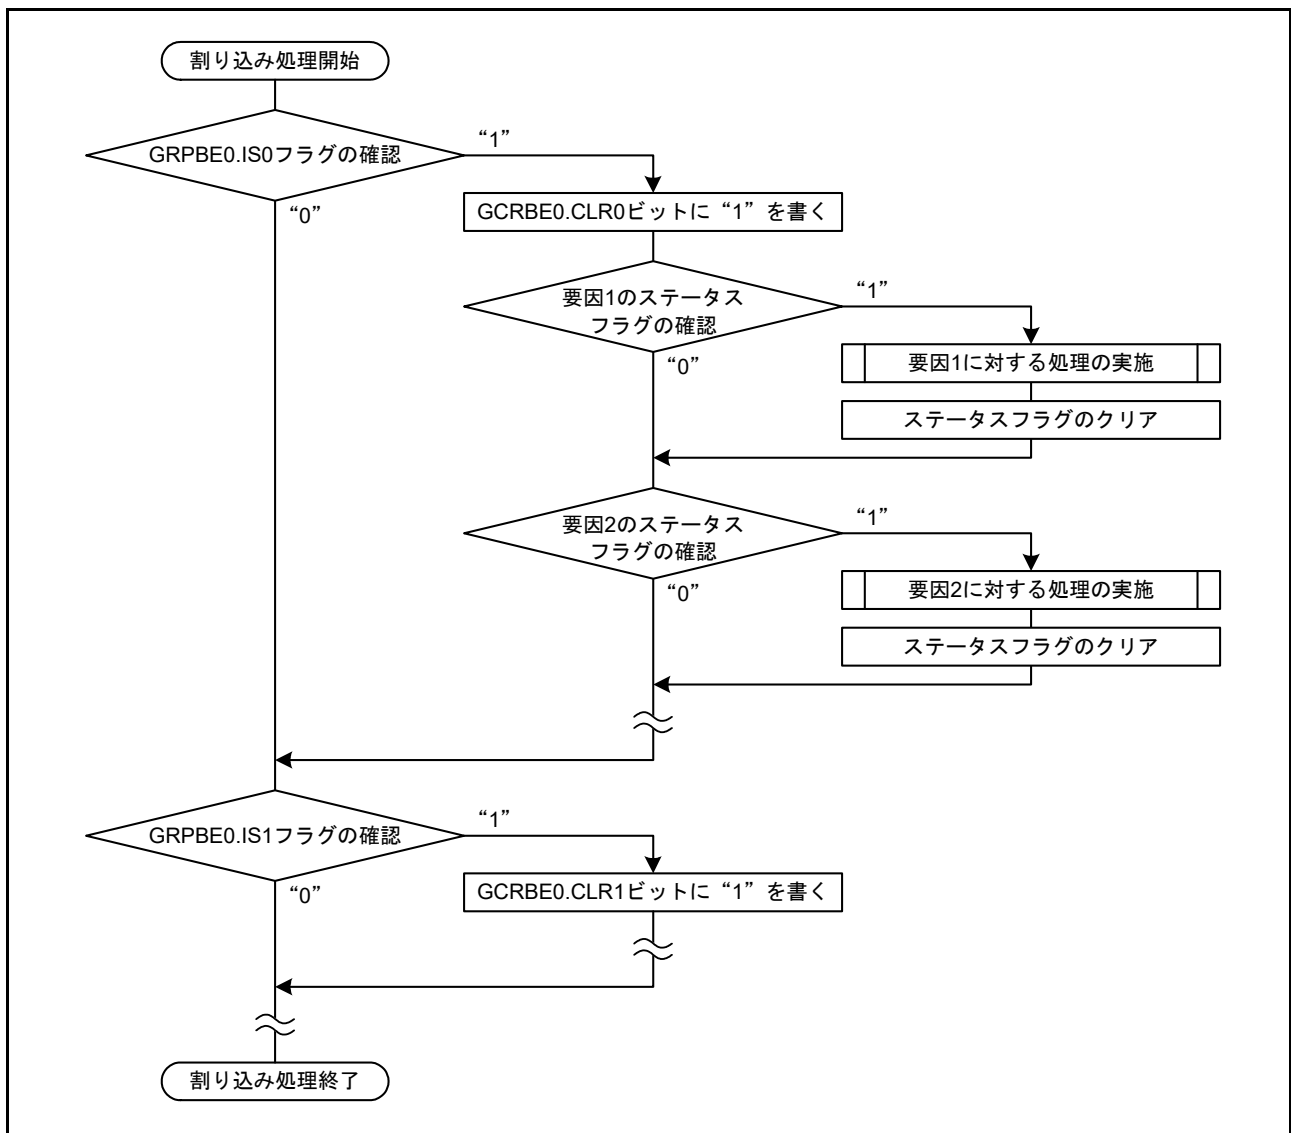 割り込み処理開始
GRPBE0.IS0フラグの確認
“1”
“0”
GCRBE0.CLR0ビットに“1”を書く
要因1のステータス
フラグの確認
“1”
“0”
要因1に対する処理の実施
ステータスフラグのクリア
要因2のステータス
フラグの確認
“1”
“0”
要因2に対する処理の実施
ステータスフラグのクリア
GRPBE0.IS1フラグの確認
“1”
“0”
GCRBE0.CLR1ビットに“1”を書く
割り込み処理終了